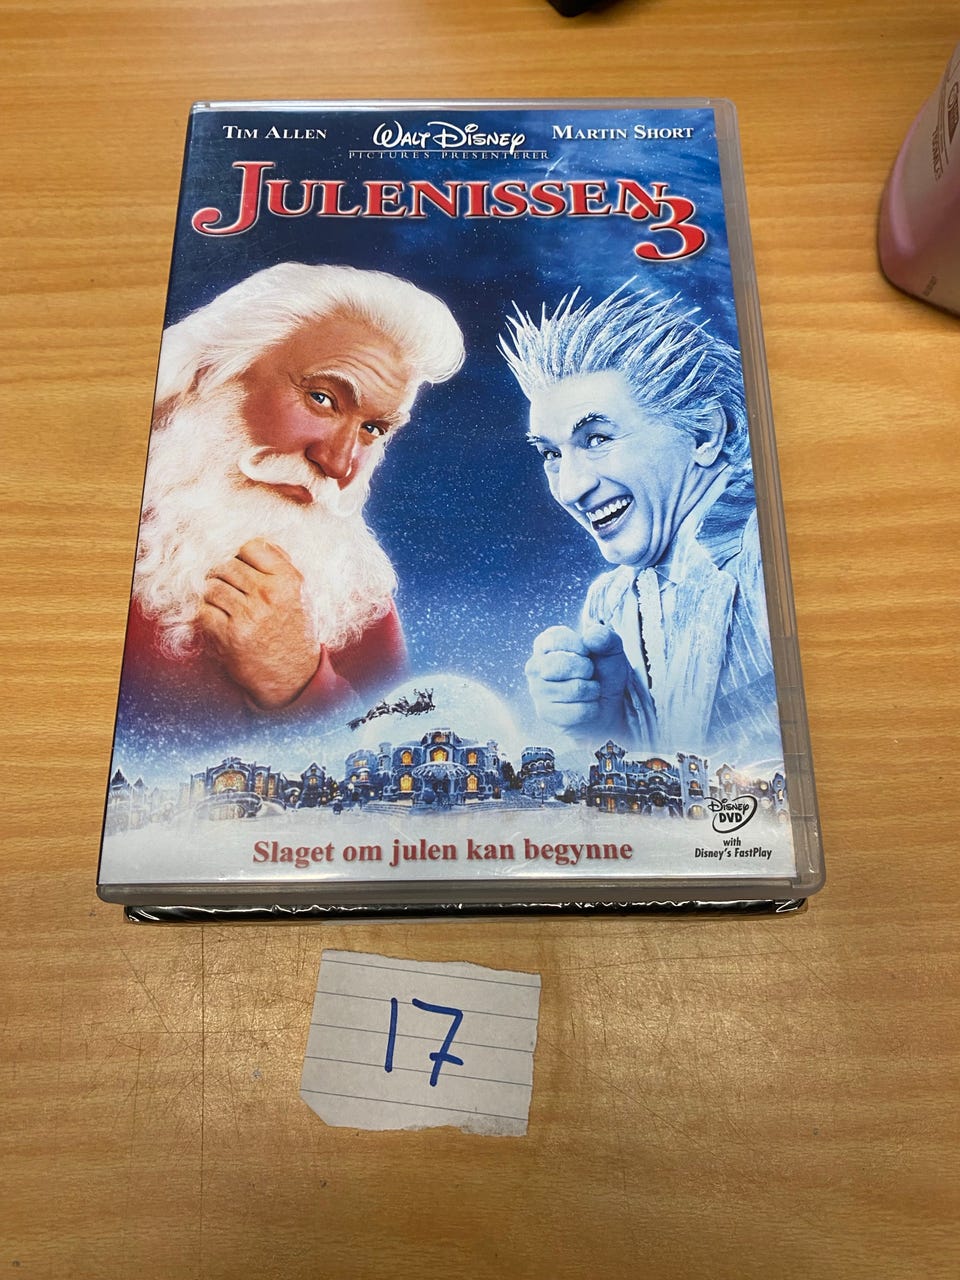 TIM ALLEN WALT DISNEY MARTIN SHORT
PICTURES PRESENTERER
JULENISSEN 3
Slaget om julen kan begynne
DISNEY
DVD
with
Disney's FastPlay
17